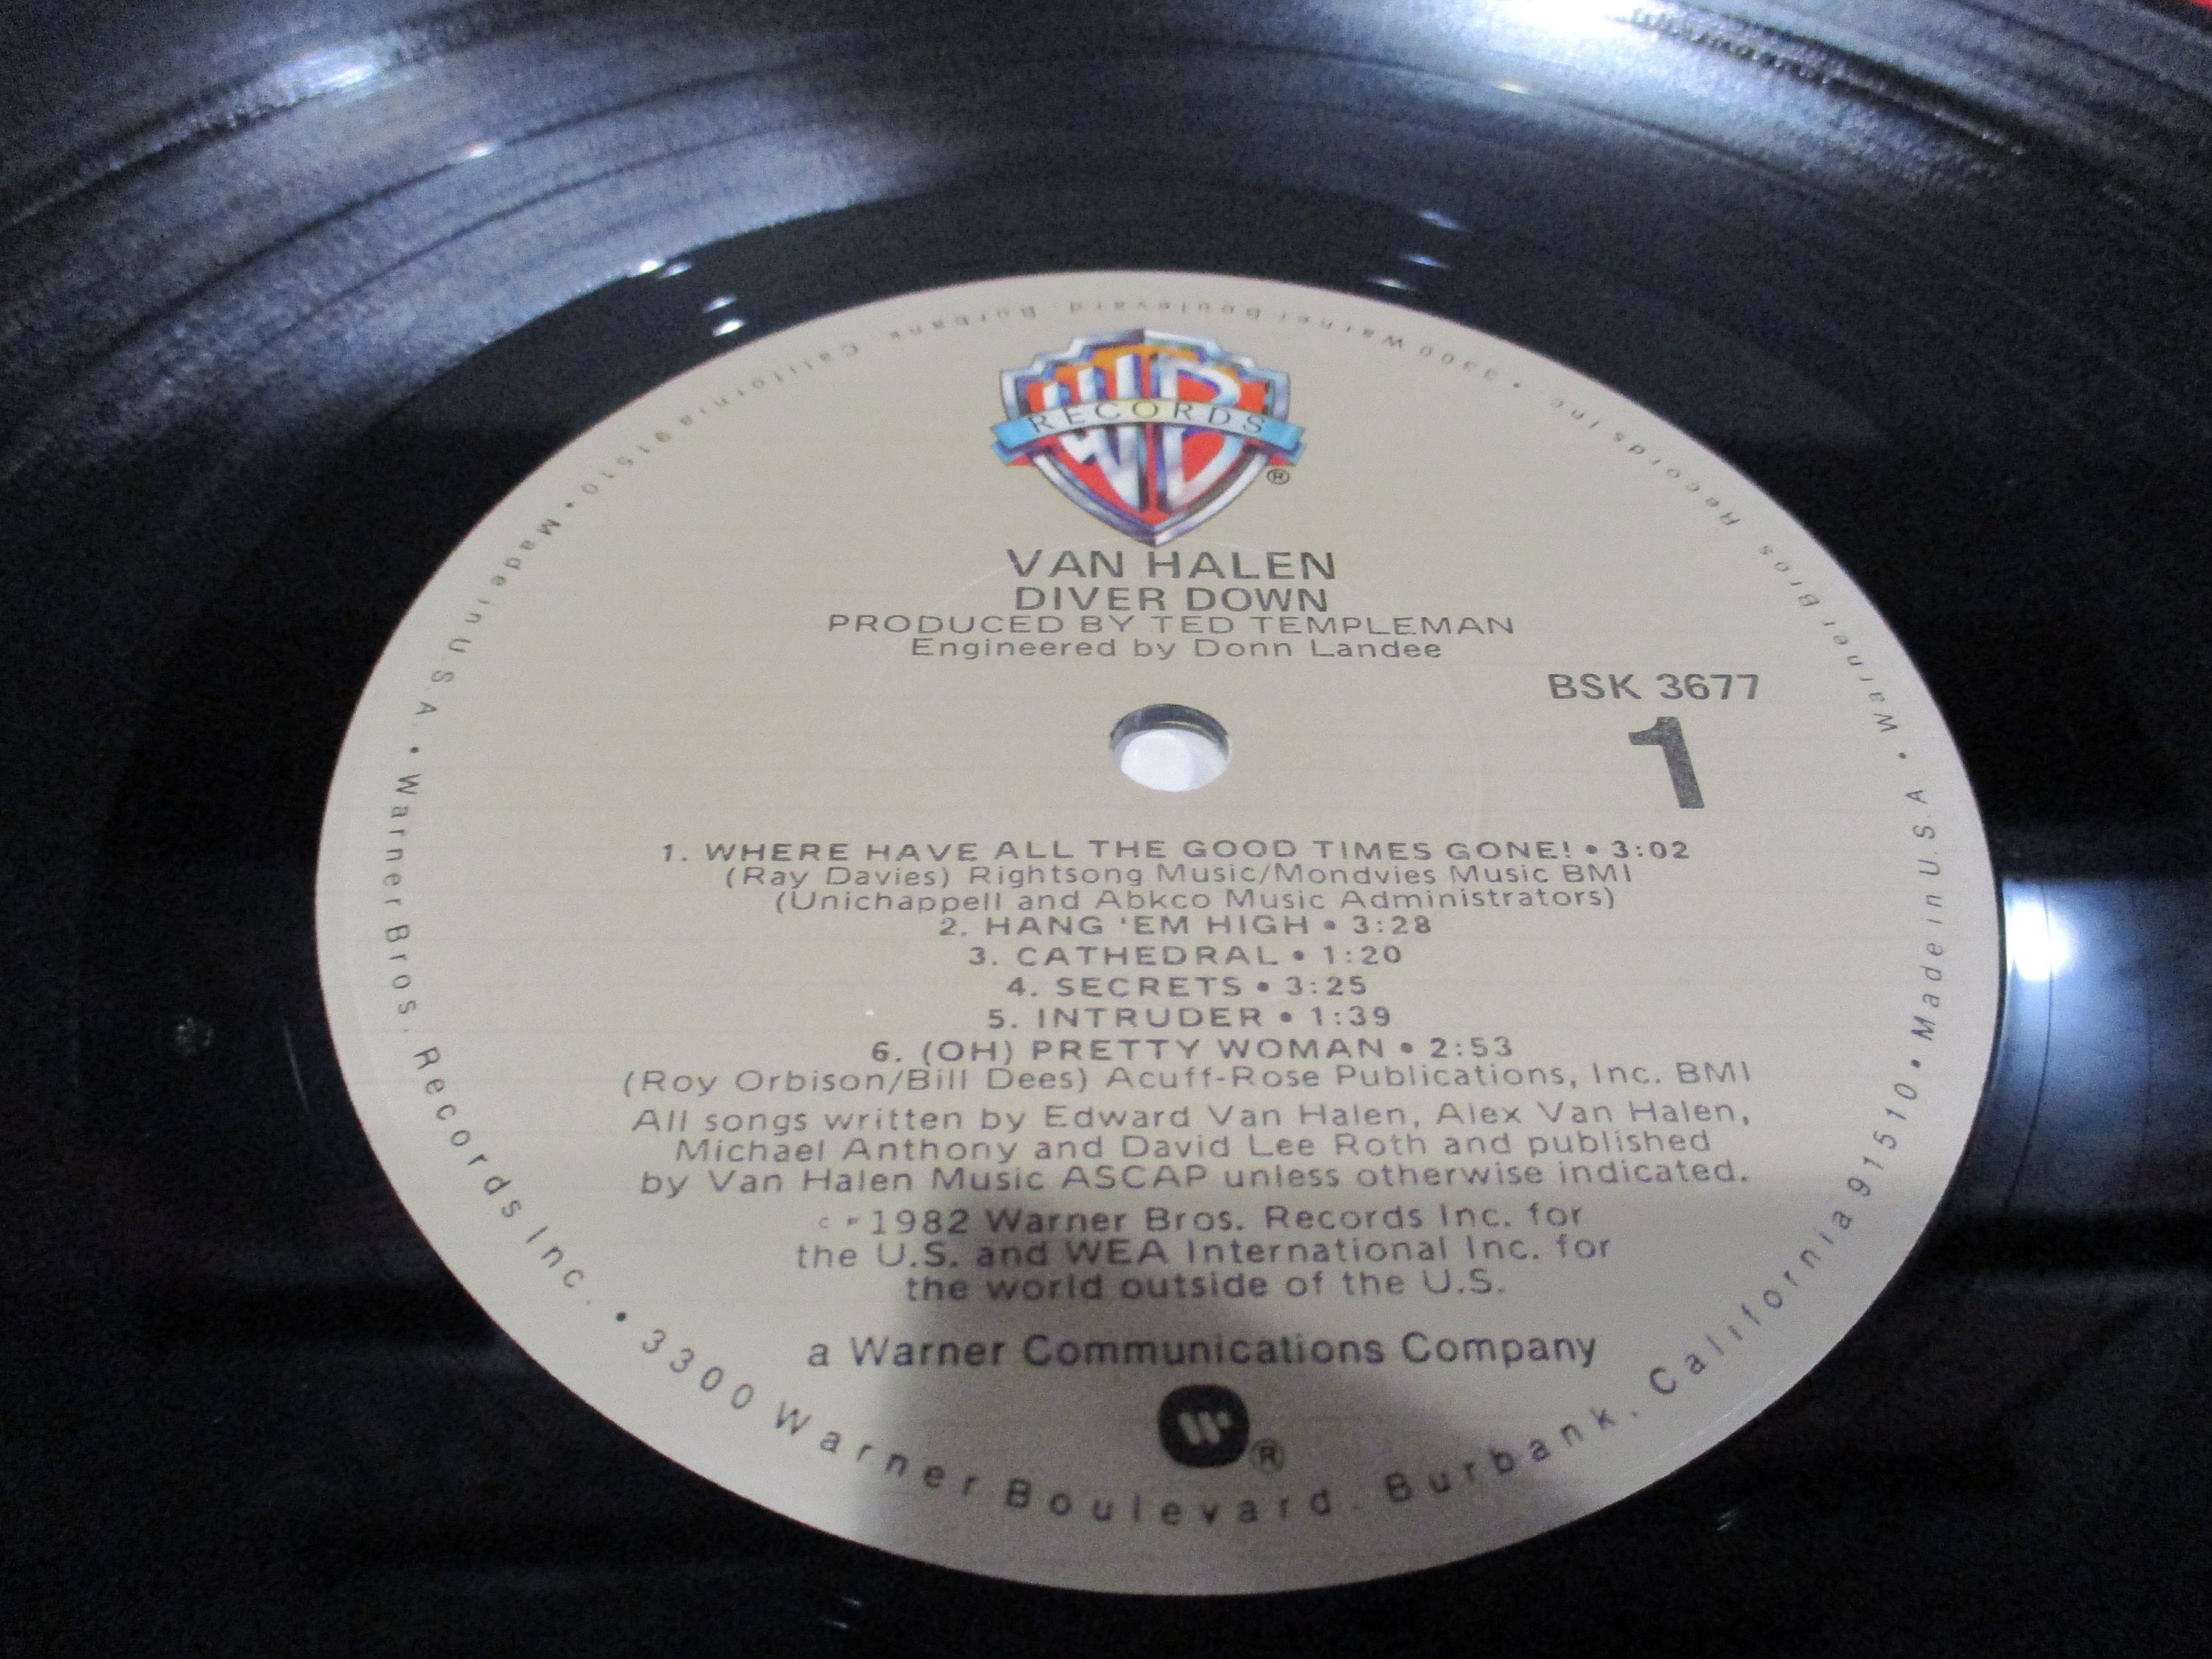 WB
RECORDS
®
VAN HALEN
DIVER DOWN
PRODUCED BY TED TEMPLEMAN
Engineered by Donn Landee
BSK 3677
1
1. WHERE HAVE ALL THE GOOD TIMES GONE! • 3:02
(Ray Davies) Rightsong Music/Mondvies Music BMI
(Unichappell and Abkco Music Administrators)
2. HANG 'EM HIGH • 3:28
3. CATHEDRAL • 1:20
4. SECRETS • 3:25
5. INTRUDER • 1:39
6. (OH) PRETTY WOMAN • 2:53
(Roy Orbison/Bill Dees) Acuff-Rose Publications, Inc. BMI
All songs written by Edward Van Halen, Alex Van Halen,
Michael Anthony and David Lee Roth and published
by Van Halen Music ASCAP unless otherwise indicated.
C P 1982 Warner Bros. Records Inc. for
the U.S. and WEA International Inc. for
the world outside of the U.S.
a Warner Communications Company
W ®
Warner Bros. Records Inc. • 3300 Warner Boulevard. Burbank. California 91510 • Made in U.S.A. • Warner Bros. Records Inc. • 3300 Warner Boulevard. Burbank. California 91510 • Made in U.S.A. •